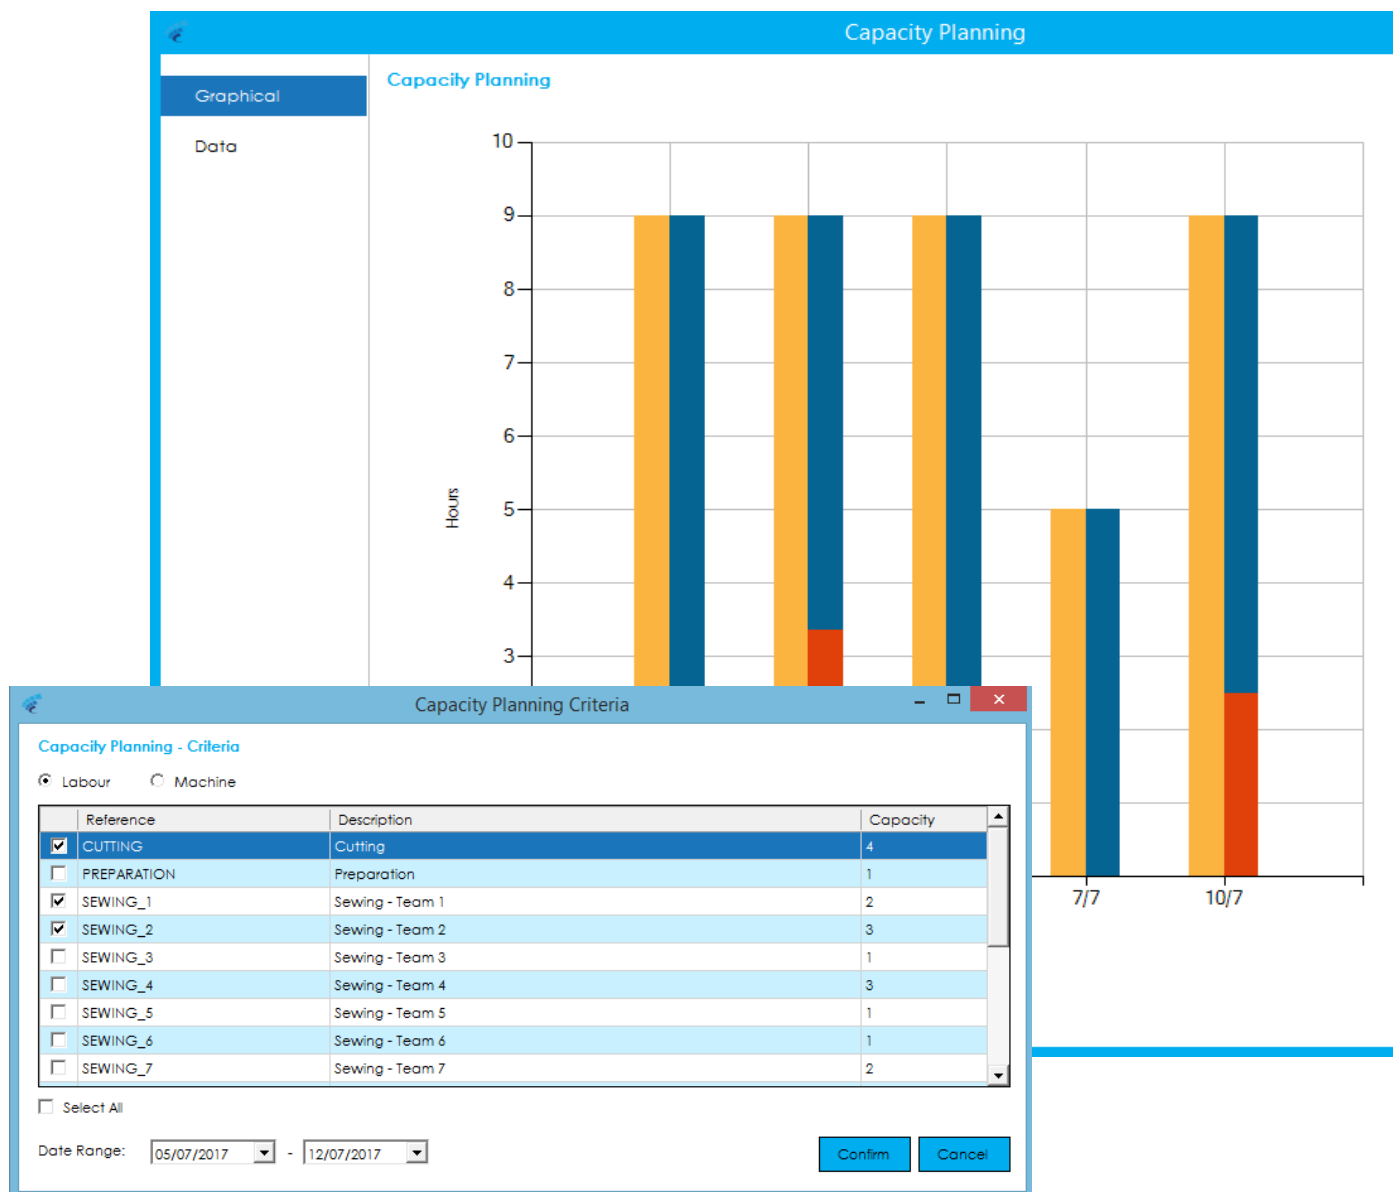 Capacity Planning
Graphical
Data
Capacity Planning
10
9
8
7
6
5
4
3
Hours
7/7
10/7
Capacity Planning Criteria
Capacity Planning - Criteria
Labour Machine
Reference Description Capacity
CUTTING Cutting 4
PREPARATION Preparation 1
SEWING_1 Sewing - Team 1 2
SEWING_2 Sewing - Team 2 3
SEWING_3 Sewing - Team 3 1
SEWING_4 Sewing - Team 4 3
SEWING_5 Sewing - Team 5 1
SEWING_6 Sewing - Team 6 1
SEWING_7 Sewing - Team 7 2
Select All
Date Range: 05/07/2017 - 12/07/2017 Confirm Cancel